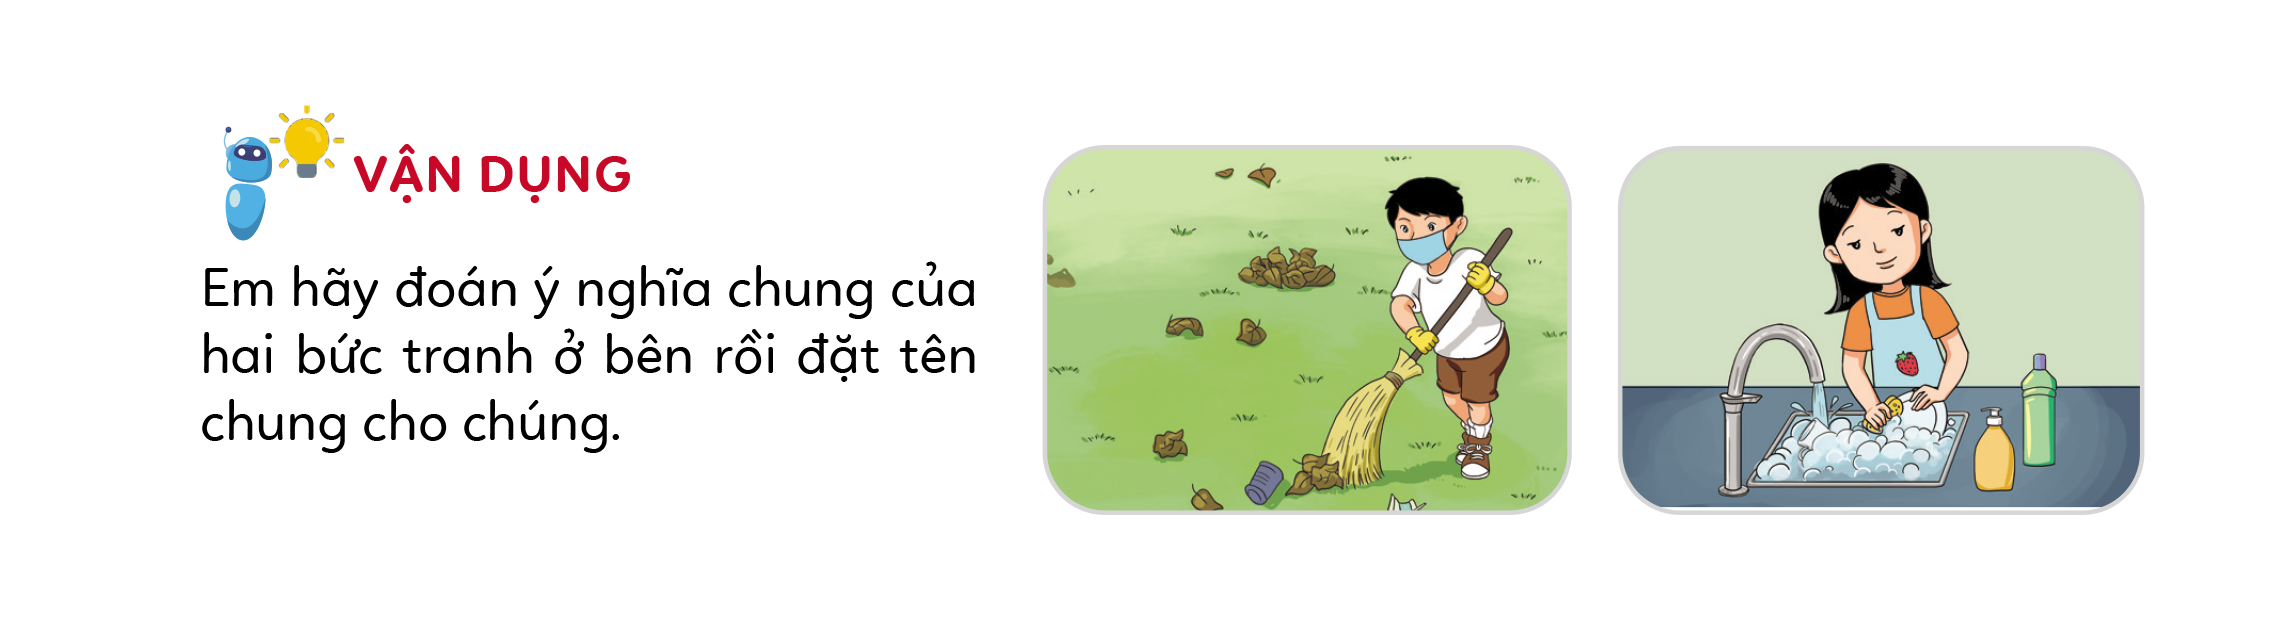 VẬN DỤNG
Em hãy đoán ý nghĩa chung của
hai bức tranh ở bên rồi đặt tên
chung cho chúng.